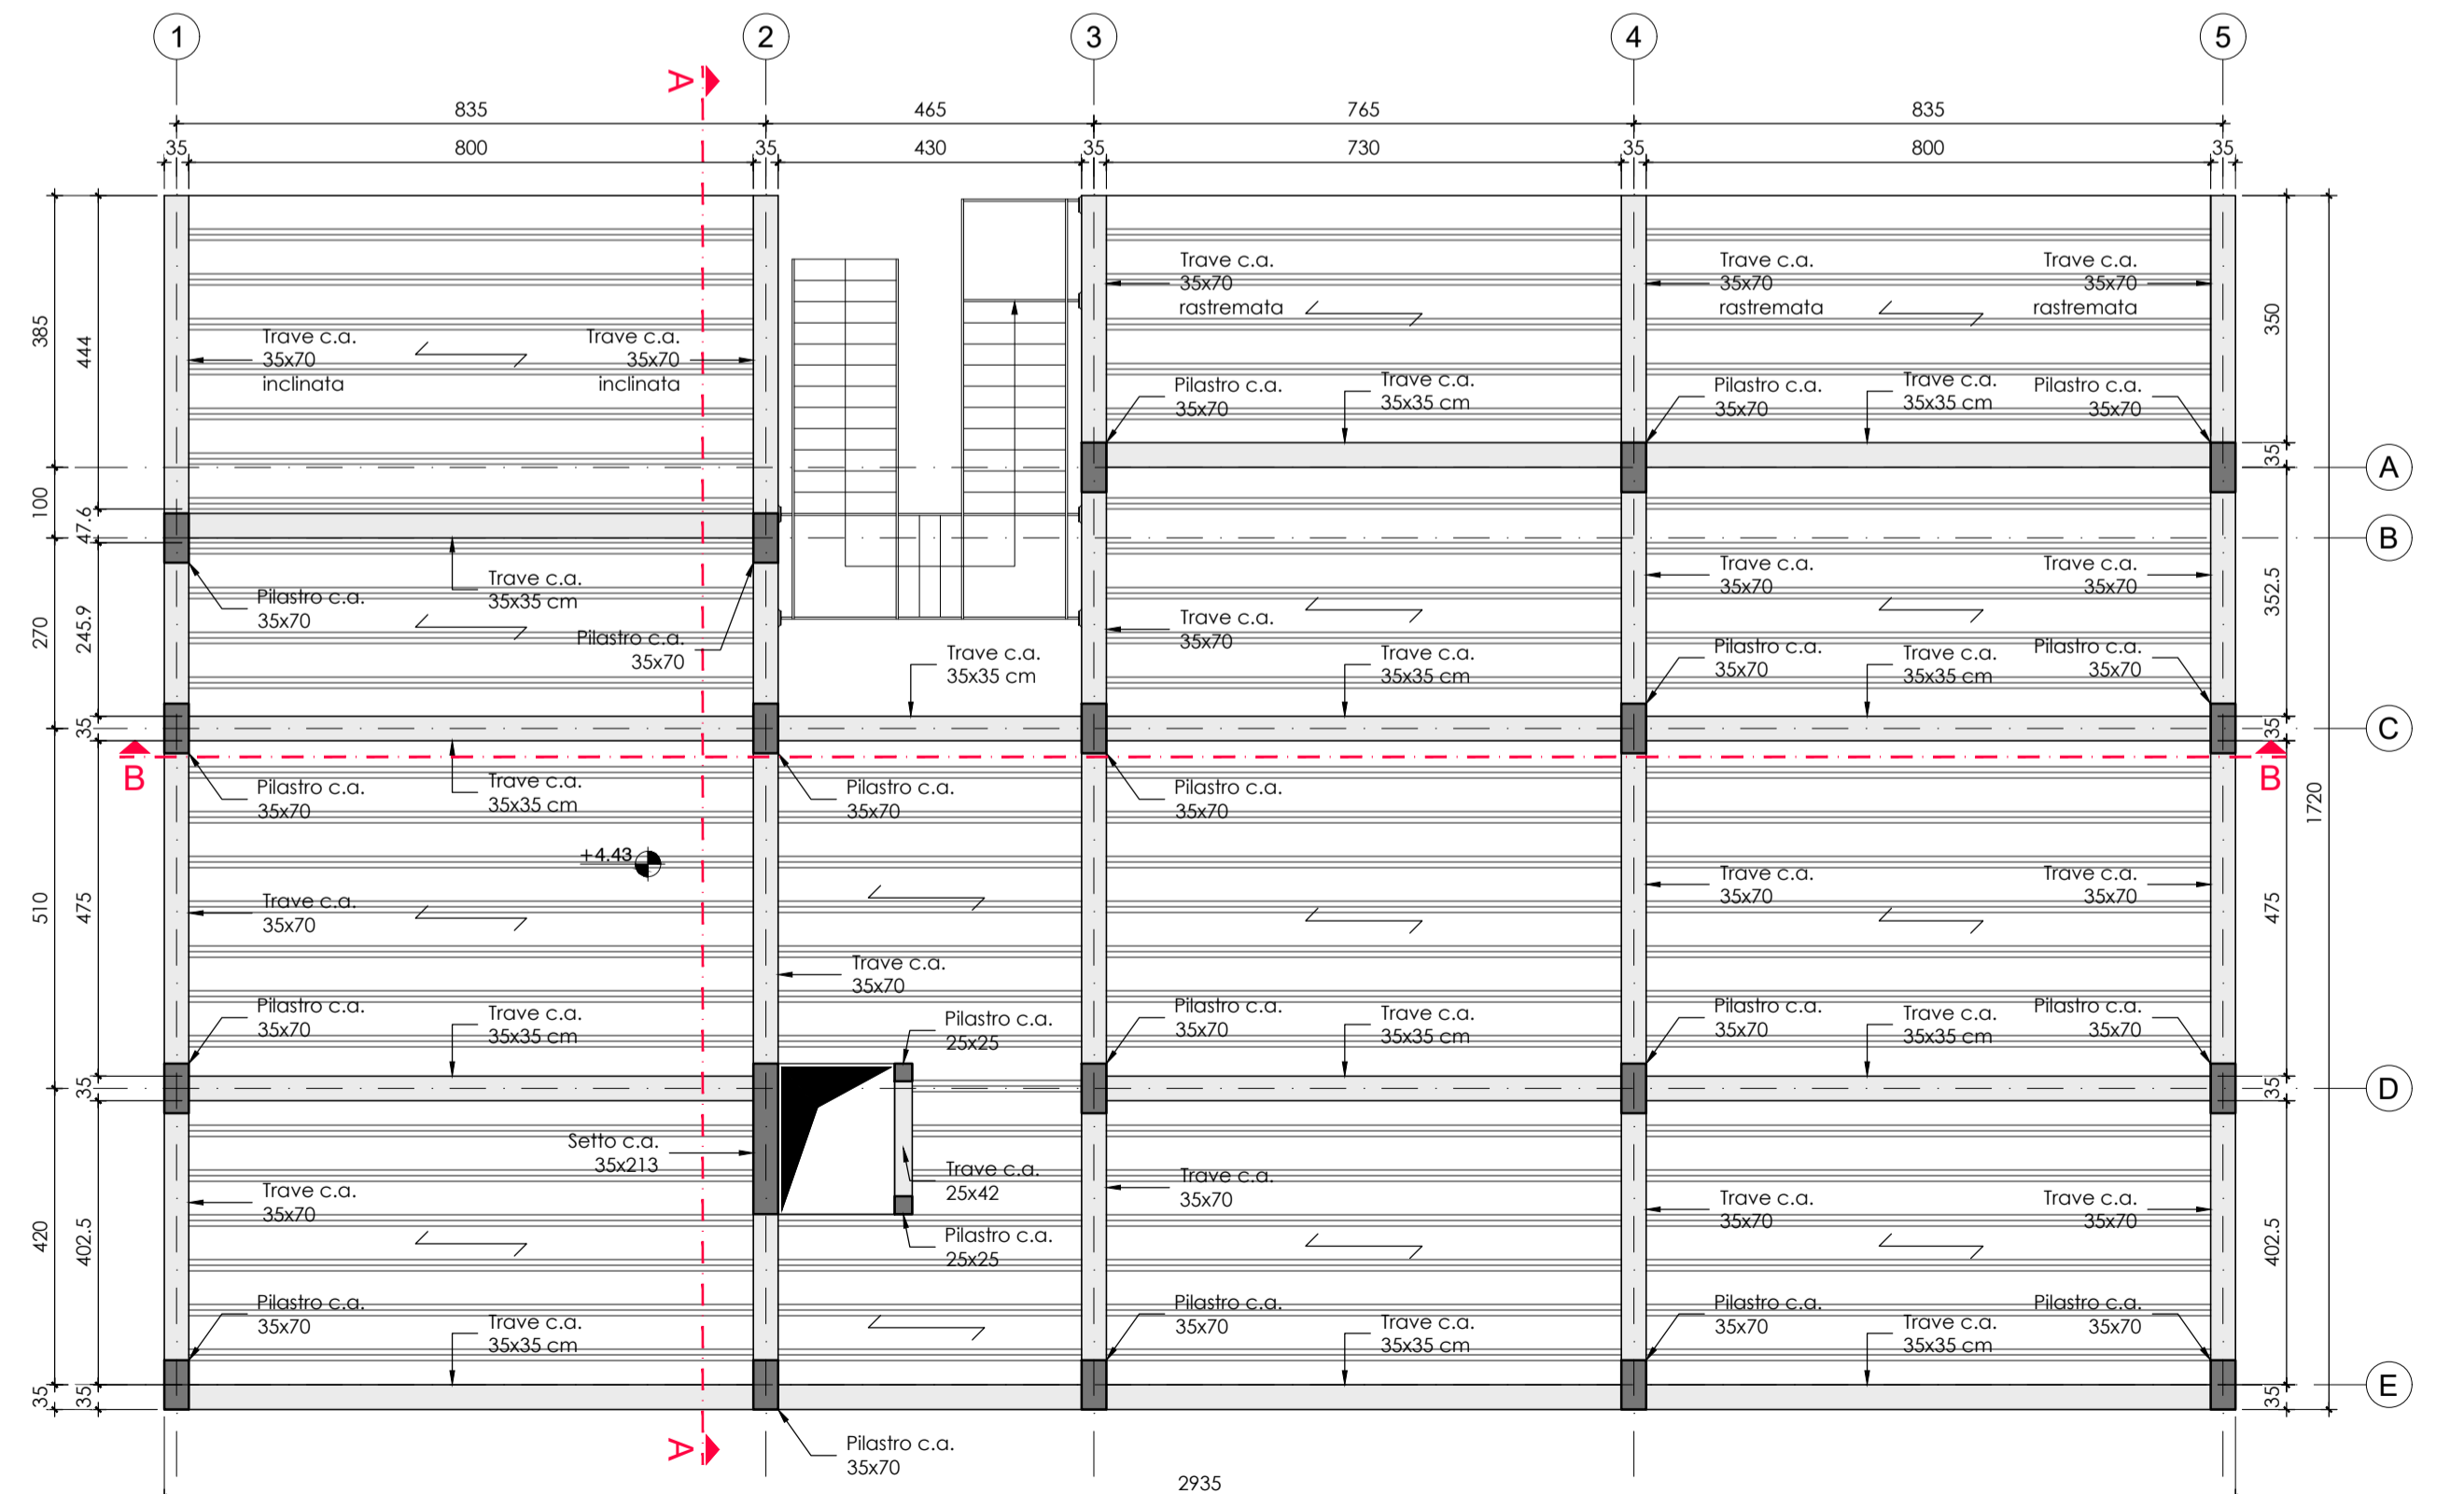 1 2 3 4 5
A
835 465 765 835
35 800 35 430 35 730 35 800 35
Trave c.a.
35x70
rastremata
Trave c.a.
35x70
rastremata
Trave c.a.
35x70
rastremata
385
444
350
Trave c.a.
35x70
inclinata
Trave c.a.
35x70
inclinata
Pilastro c.a.
35x70
Trave c.a.
35x35 cm
Pilastro c.a.
35x70
Trave c.a.
35x35 cm
Pilastro c.a.
35x70
35
A
100
47.6
B
Trave c.a.
35x35 cm
Pilastro c.a.
35x70
Pilastro c.a.
35x70
270
245.9
Trave c.a.
35x70
Trave c.a.
35x70
Trave c.a.
35x70
352.5
Trave c.a.
35x35 cm
Trave c.a.
35x35 cm
Pilastro c.a.
35x70
Trave c.a.
35x35 cm
Pilastro c.a.
35x70
35
35
C
B
B
Pilastro c.a.
35x70
Trave c.a.
35x35 cm
Pilastro c.a.
35x70
Pilastro c.a.
35x70
1720
+4.43
510
475
475
Trave c.a.
35x70
Trave c.a.
35x70
Trave c.a.
35x70
Trave c.a.
35x70
Pilastro c.a.
35x70
Trave c.a.
35x35 cm
Pilastro c.a.
25x25
Pilastro c.a.
35x70
Trave c.a.
35x35 cm
Pilastro c.a.
35x70
Trave c.a.
35x35 cm
Pilastro c.a.
35x70
35
35
D
Setto c.a.
35x213
Trave c.a.
25x42
Trave c.a.
35x70
Trave c.a.
35x70
Trave c.a.
35x70
Trave c.a.
35x70
420
402.5
402.5
Pilastro c.a.
25x25
Pilastro c.a.
35x70
Trave c.a.
35x35 cm
Pilastro c.a.
35x70
Trave c.a.
35x35 cm
Pilastro c.a.
35x70
Trave c.a.
35x35 cm
Pilastro c.a.
35x70
35
35
35
E
A
Pilastro c.a.
35x70
2935